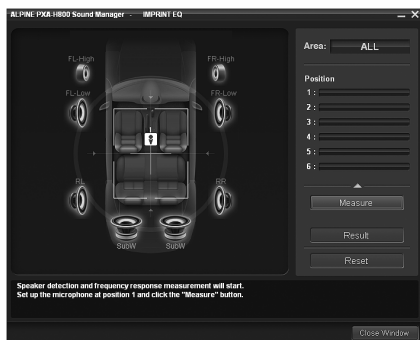 ALPINE PXA-H800 Sound Manager - IMPRINT EQ
Area: ALL
FL-High
FR-High
FL-Low
FR-Low
RL
RR
SubW
SubW
Position
1 :
2 :
3 :
4 :
5 :
6 :
Measure
Result
Reset
Speaker detection and frequency response measurement will start.
Set up the microphone at position 1 and click the "Measure" button.
Close Window